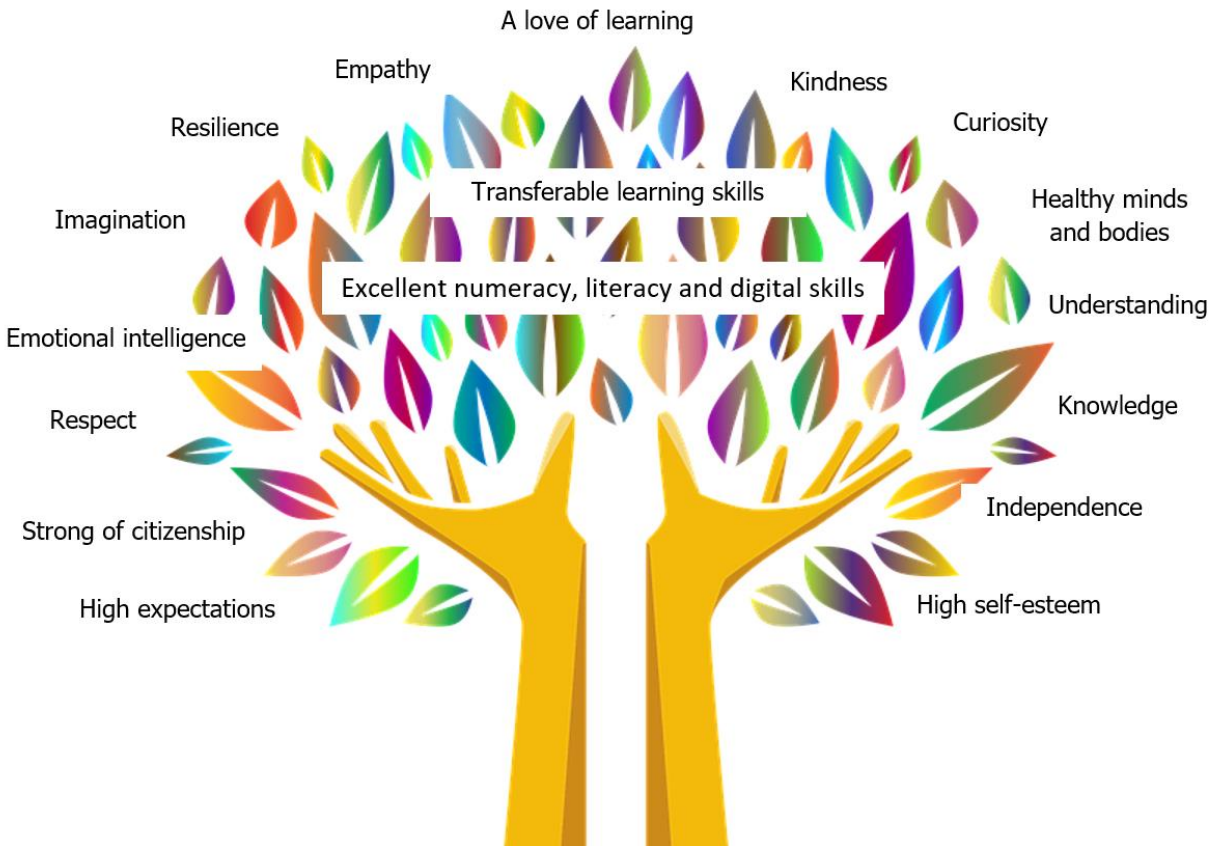 A love of learning
Empathy
Kindness
Resilience
Curiosity
Transferable learning skills
Imagination
Healthy minds
and bodies
Excellent numeracy, literacy and digital skills
Understanding
Emotional intelligence
Respect
Knowledge
Independence
Strong of citizenship
High expectations
High self-esteem